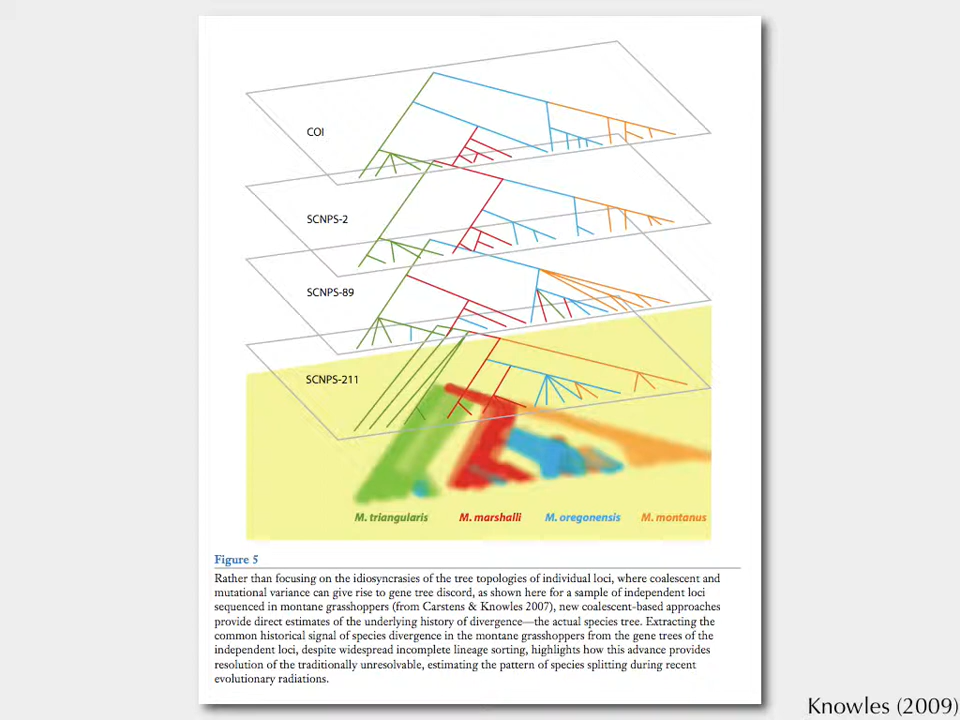 COI
SCNPS-2
SCNPS-89
SCNPS-211
M. triangularis M. marshalli M. oregonensis M. montanus
Figure 5
Rather than focusing on the idiosyncrasies of the tree topologies of individual loci, where coalescent and
mutational variance can give rise to gene tree discord, as shown here for a sample of independent loci
sequenced in montane grasshoppers (from Carstens & Knowles 2007), new coalescent-based approaches
provide direct estimates of the underlying history of divergence—the actual species tree. Extracting the
common historical signal of species divergence in the montane grasshoppers from the gene trees of the
independent loci, despite widespread incomplete lineage sorting, highlights how this advance provides
resolution of the traditionally unresolvable, estimating the pattern of species splitting during recent
evolutionary radiations.
Knowles (2009)